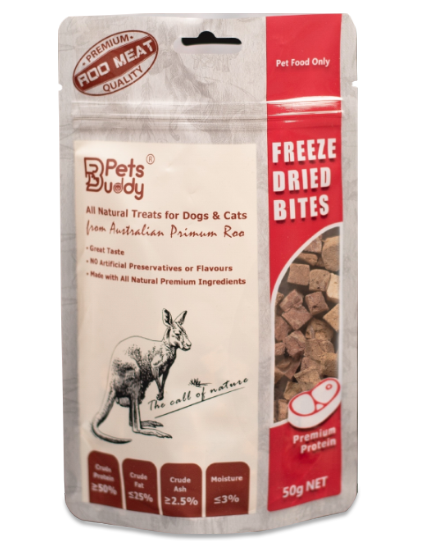 PREMIUM
ROO MEAT
QUALITY
Pet Food Only
FREEZE
DRIED
BITES
Pets®
Buddy
All Natural Treats for Dogs & Cats
from Australian Primum Roo
• Great Taste
• NO Artificial Preservatives or Flavours
• Made with All Natural Premium Ingredients
The call of nature
Premium
Protein
Crude
Protein
≥50%
Crude
Fat
≤25%
Crude
Ash
≥2.5%
Moisture
≤3%
50g NET